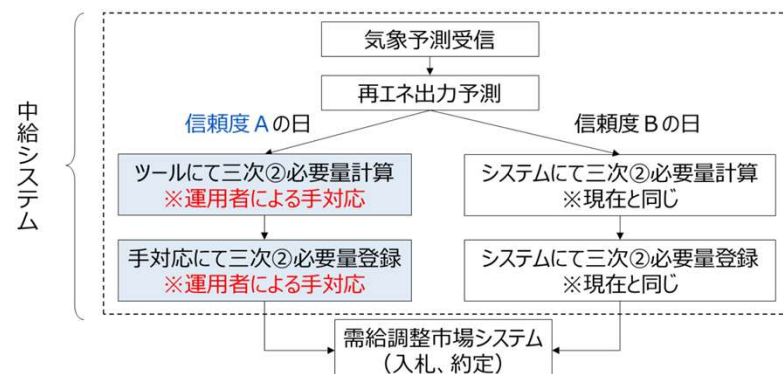 中給システム
気象予測受信
再エネ出力予測
信頼度Aの日
信頼度Bの日
ツールにて三次②必要量計算
※運用者による手対応
システムにて三次②必要量計算
※現在と同じ
手対応にて三次②必要量登録
※運用者による手対応
システムにて三次②必要量登録
※現在と同じ
需給調整市場システム
（入札、約定）